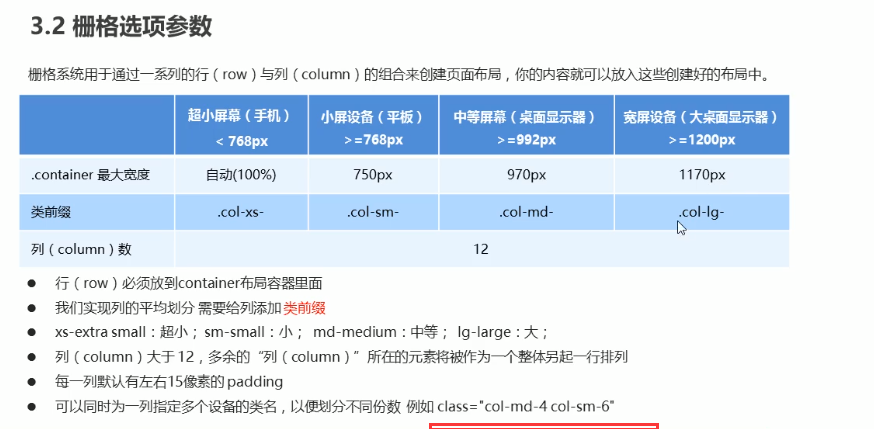 3.2 栅格选项参数
栅格系统用于通过一系列的行（row）与列（column）的组合来创建页面布局，你的内容就可以放入这些创建好的布局中。
超小屏幕（手机） 小屏设备（平板） 中等屏幕（桌面显示器） 宽屏设备（大桌面显示器）
< 768px >=768px >=992px >=1200px
.container 最大宽度 自动(100%) 750px 970px 1170px
类前缀 .col-xs- .col-sm- .col-md- .col-lg-
列（column）数 12
● 行（row）必须放到container布局容器里面
● 我们实现列的平均划分 需要给列添加 类前缀
● xs-extra small：超小； sm-small：小； md-medium：中等； lg-large：大；
● 列（column）大于 12，多余的“列（column）”所在的元素将被作为一个整体另起一行排列
● 每一列默认有左右15像素的 padding
● 可以同时为一列指定多个设备的类名，以便划分不同份数 例如 class="col-md-4 col-sm-6"